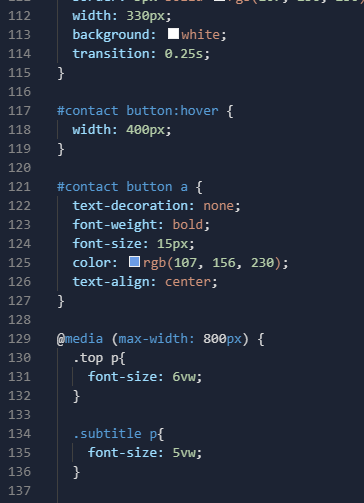 112 width: 330px;
113 background: white;
114 transition: 0.25s;
115 }
116
117 #contact button:hover {
118 width: 400px;
119 }
120
121 #contact button a {
122 text-decoration: none;
123 font-weight: bold;
124 font-size: 15px;
125 color: rgb(107, 156, 230);
126 text-align: center;
127 }
128
129 @media (max-width: 800px) {
130 .top p{
131 font-size: 6vw;
132 }
133
134 .subtitle p{
135 font-size: 5vw;
136 }
137